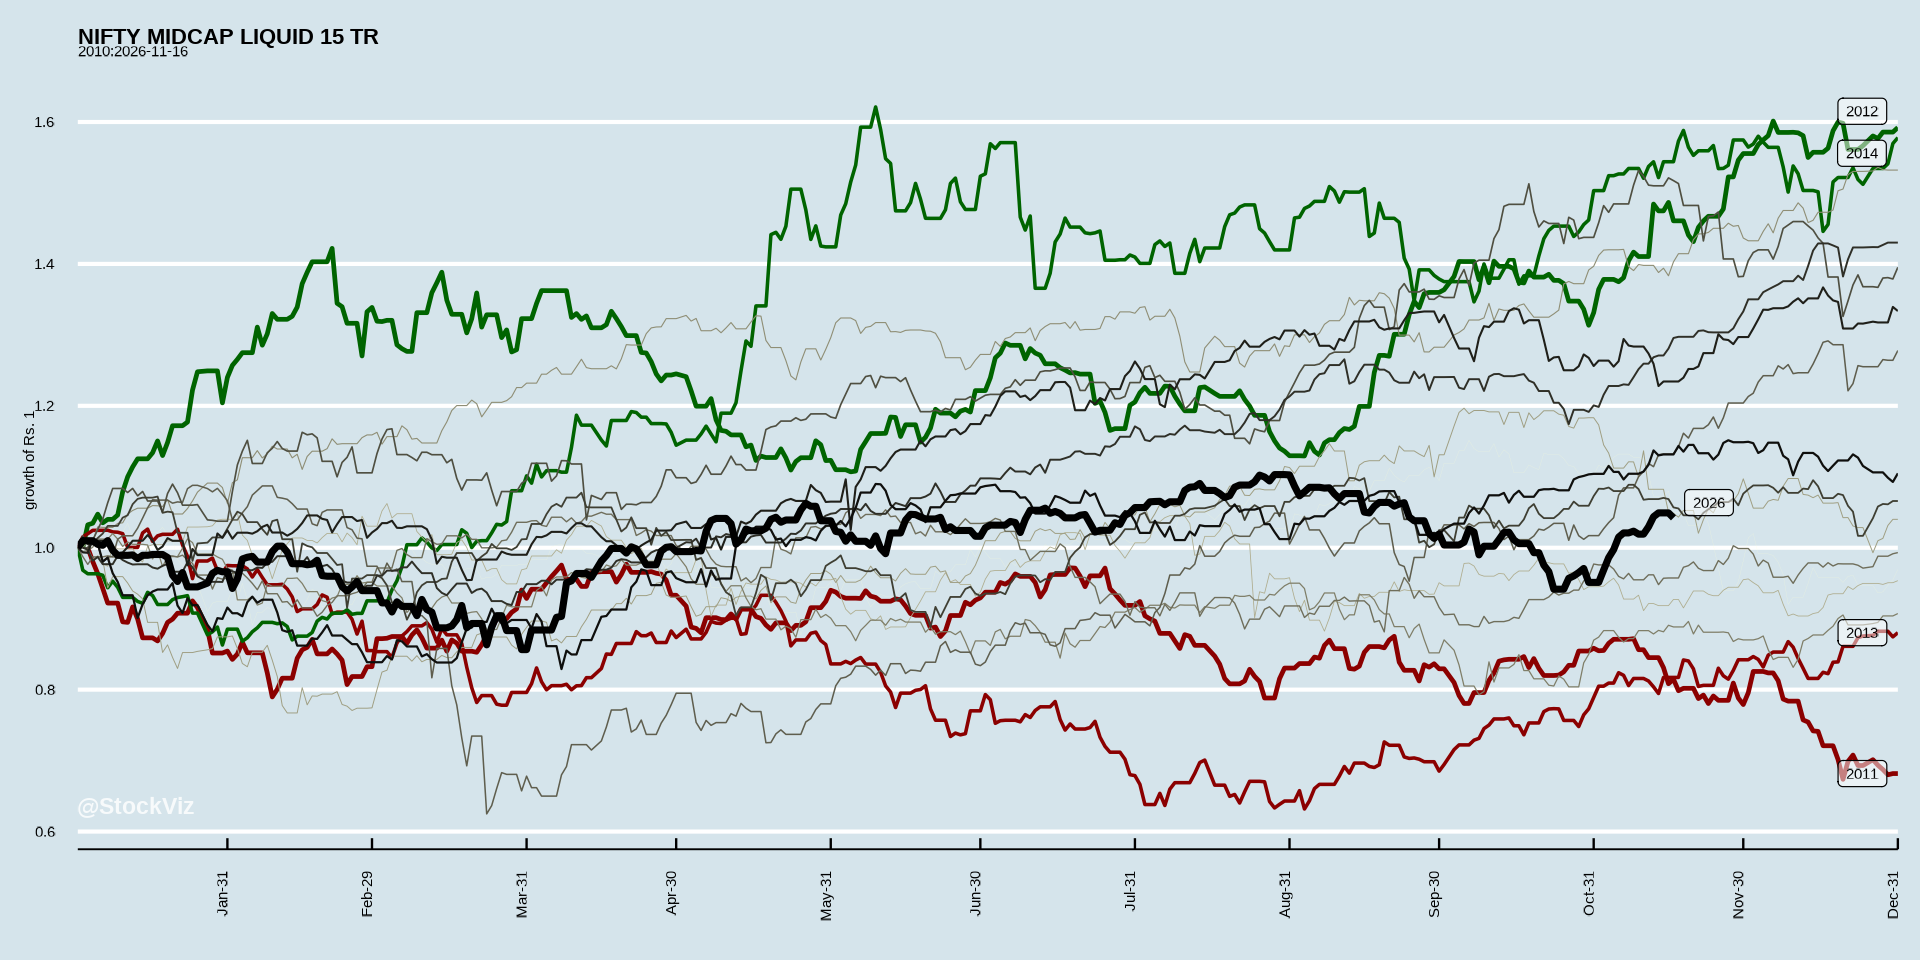 NIFTY MIDCAP LIQUID 15 TR
2010:2026-11-16
growth of Rs. 1
1.6
1.4
1.2
1.0
0.8
0.6
2012
2014
2026
2013
2011
@StockViz
Jan-31
Feb-29
Mar-31
Apr-30
May-31
Jun-30
Jul-31
Aug-31
Sep-30
Oct-31
Nov-30
Dec-31